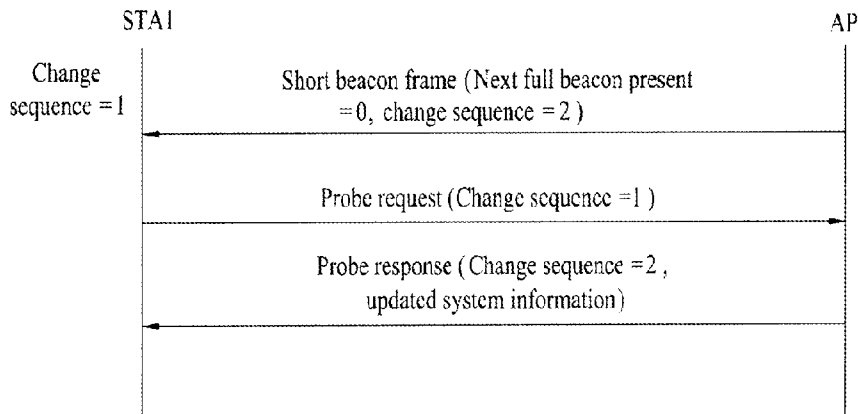 STA1
AP
Change
sequence =1
Short beacon frame (Next full beacon present
=0, change sequence =2 )
Probe request (Change sequence =1 )
Probe response ( Change sequence =2 ,
updated system information)